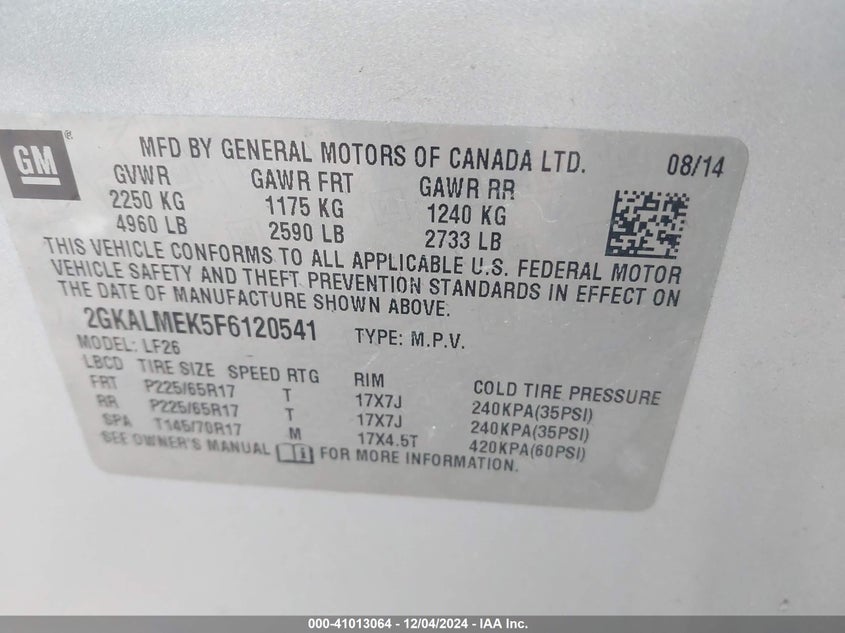 GM®
MFD BY GENERAL MOTORS OF CANADA LTD. 08/14
GVWR GAWR FRT GAWR RR
2250 KG 1175 KG 1240 KG
4960 LB 2590 LB 2733 LB
THIS VEHICLE CONFORMS TO ALL APPLICABLE U.S. FEDERAL MOTOR
VEHICLE SAFETY AND THEFT PREVENTION STANDARDS IN EFFECT ON
THE DATE OF MANUFACTURE SHOWN ABOVE.
2GKALMEK5F6120541 TYPE: M.P.V.
MODEL: LF26
LBCD TIRE SIZE SPEED RTG RIM COLD TIRE PRESSURE
FRT P225/65R17 T 17X7J 240KPA(35PSI)
RR P225/65R17 T 17X7J 240KPA(35PSI)
SPA T145/70R17 M 17X4.5T 420KPA(60PSI)
SEE OWNER'S MANUAL FOR MORE INFORMATION.
000-41013064 - 12/04/2024 - IAA Inc.